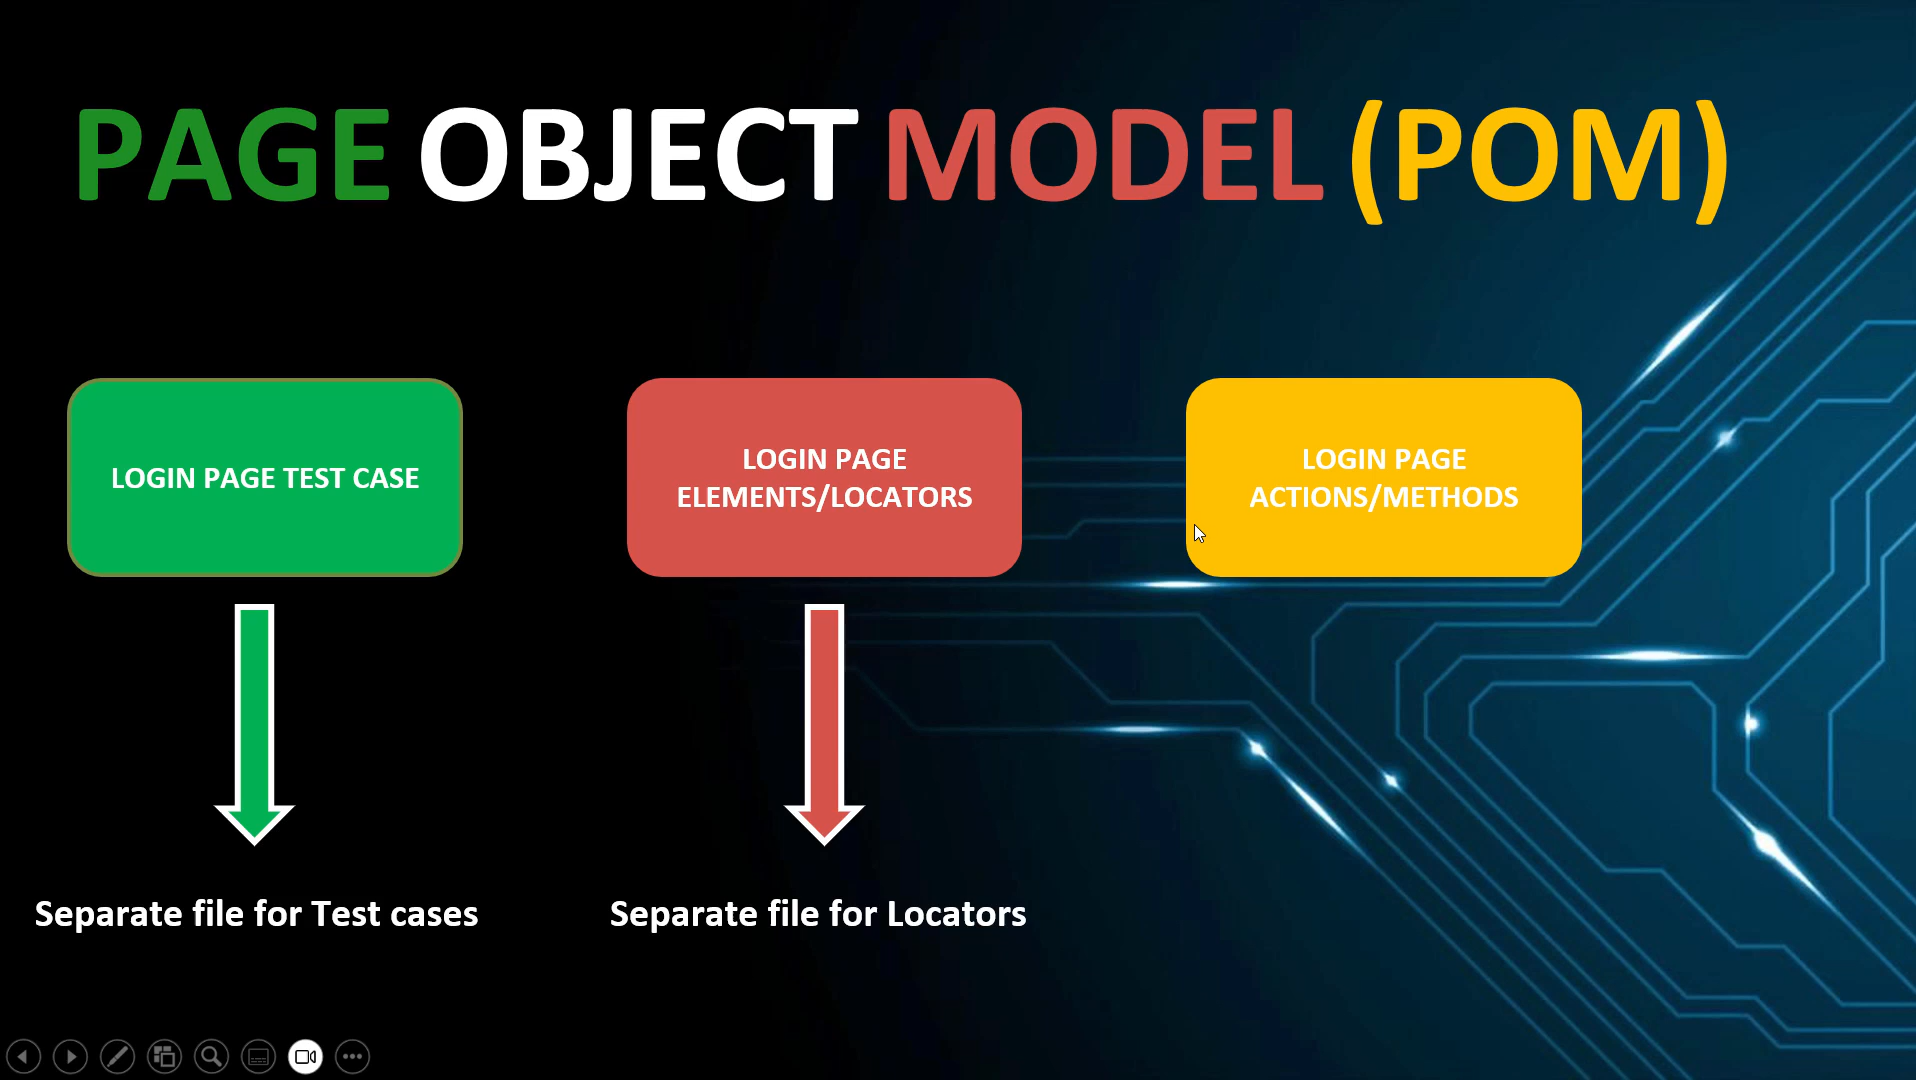 PAGE OBJECT MODEL (POM)
LOGIN PAGE TEST CASE
LOGIN PAGE
ELEMENTS/LOCATORS
LOGIN PAGE
ACTIONS/METHODS
Separate file for Test cases
Separate file for Locators